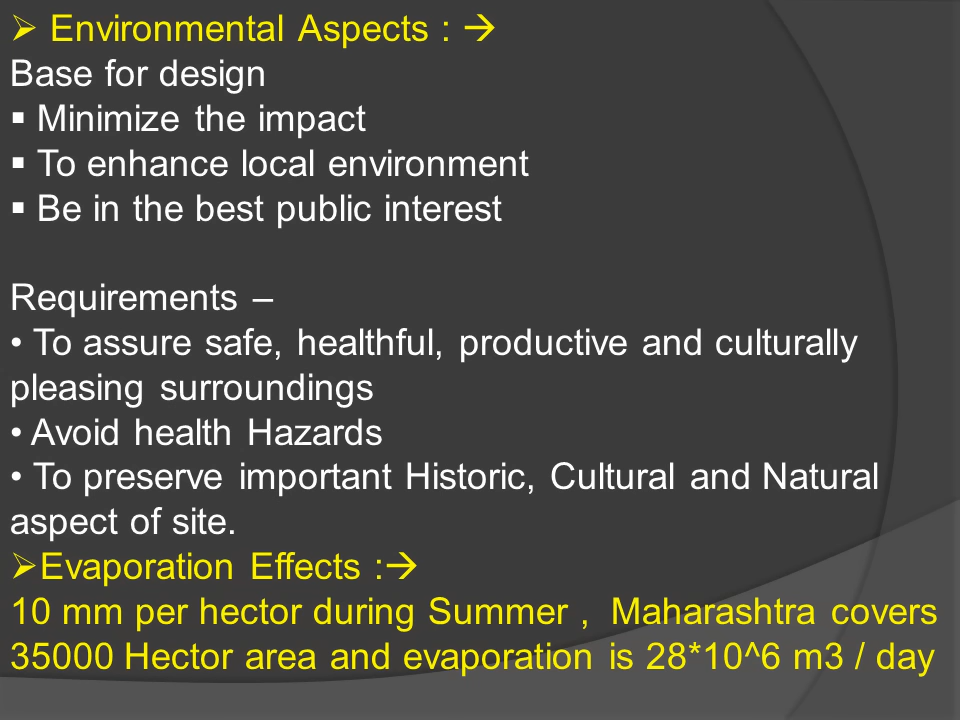 ➢ Environmental Aspects : →
Base for design
▪ Minimize the impact
▪ To enhance local environment
▪ Be in the best public interest
Requirements –
• To assure safe, healthful, productive and culturally
pleasing surroundings
• Avoid health Hazards
• To preserve important Historic, Cultural and Natural
aspect of site.
➢Evaporation Effects :→
10 mm per hector during Summer , Maharashtra covers
35000 Hector area and evaporation is 28*10^6 m3 / day